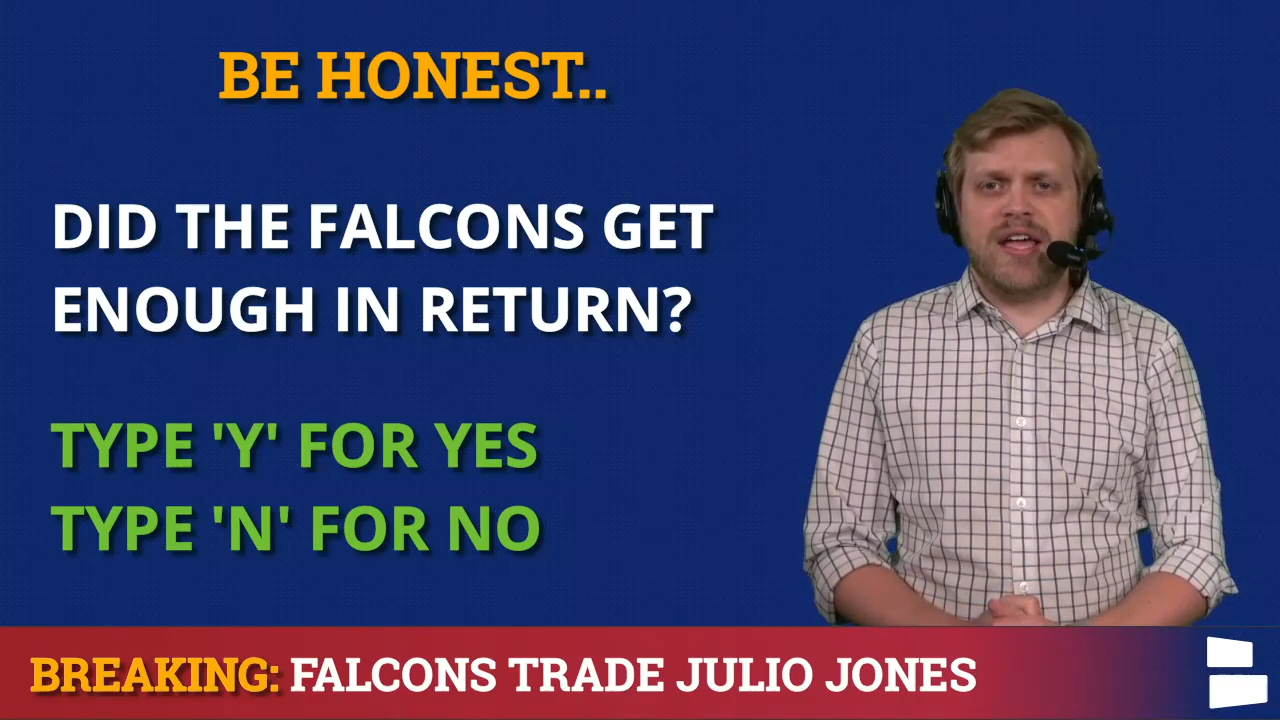 BE HONEST..
DID THE FALCONS GET
ENOUGH IN RETURN?
TYPE 'Y' FOR YES
TYPE 'N' FOR NO
BREAKING: FALCONS TRADE JULIO JONES